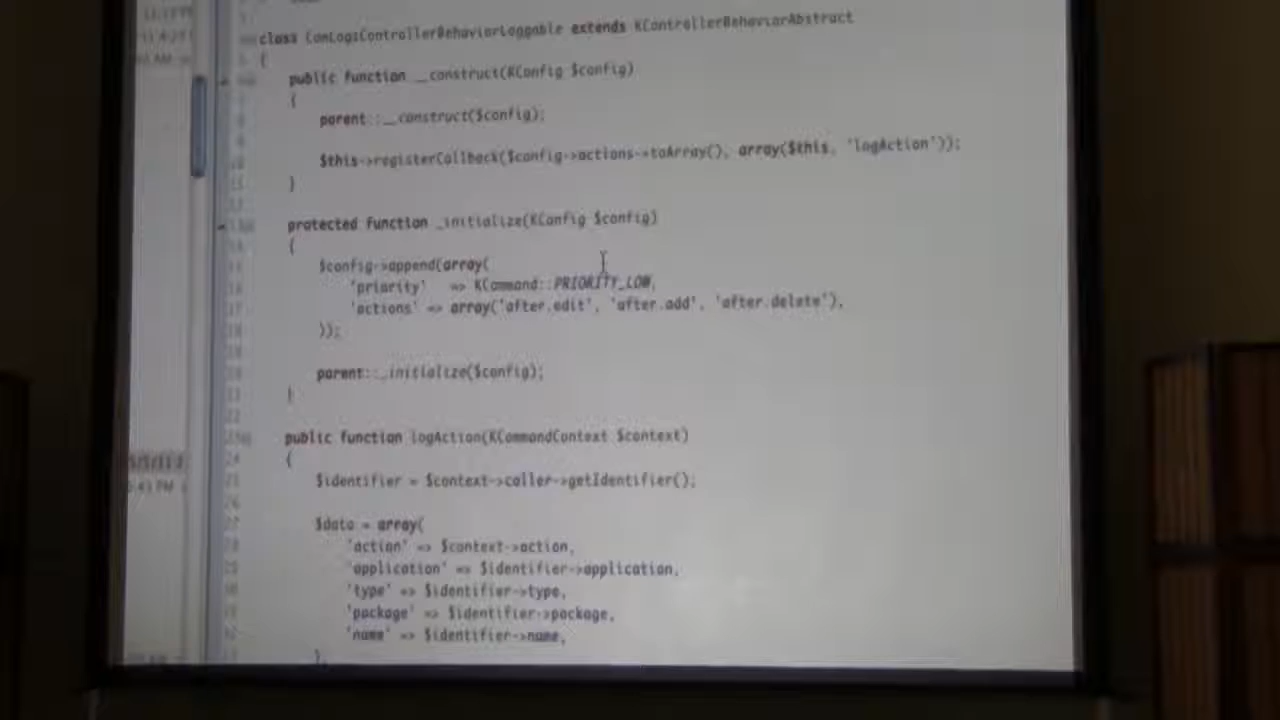 class ComLogsControllerBehaviorLoggable extends KControllerBehaviorAbstract
{
public function __construct(KConfig $config)
{
parent::__construct($config);
$this->registerCallback($config->actions->toArray(), array($this, 'logAction'));
}
protected function _initialize(KConfig $config)
{
$config->append(array(
'priority' => KCommand::PRIORITY_LOW,
'actions' => array('after.edit', 'after.add', 'after.delete'),
));
parent::_initialize($config);
}
public function logAction(KCommandContext $context)
{
$identifier = $context->caller->getIdentifier();
$data = array(
'action' => $context->action,
'application' => $identifier->application,
'type' => $identifier->type,
'package' => $identifier->package,
'name' => $identifier->name,